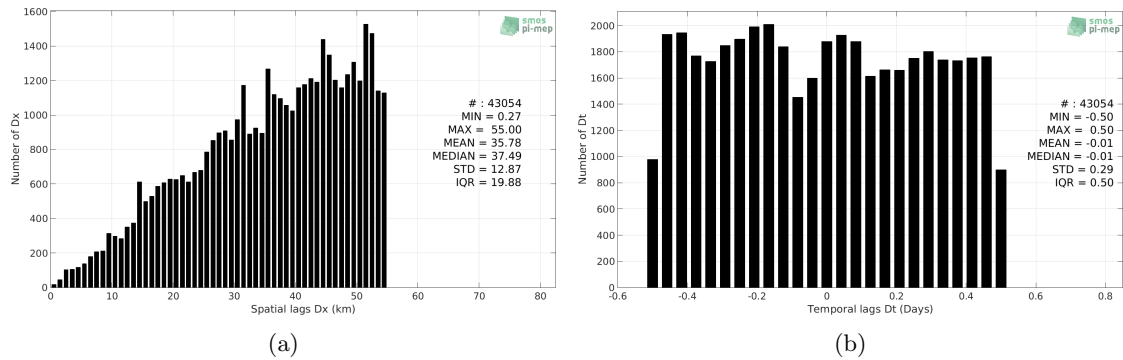 1600
1400
1200
1000
800
600
400
200
0
Number of Dx
0 10 20 30 40 50 60 70 80
Spatial lags Dx (km)
smos
pi-mep
# : 43054
MIN = 0.27
MAX = 55.00
MEAN = 35.78
MEDIAN = 37.49
STD = 12.87
IQR = 19.88
(a)
2000
1800
1600
1400
1200
1000
800
600
400
200
0
Number of Dt
-0.6 -0.4 -0.2 0 0.2 0.4 0.6 0.8
Temporal lags Dt (Days)
smos
pi-mep
# : 43054
MIN = -0.50
MAX = 0.50
MEAN = -0.01
MEDIAN = -0.01
STD = 0.29
IQR = 0.50
(b)